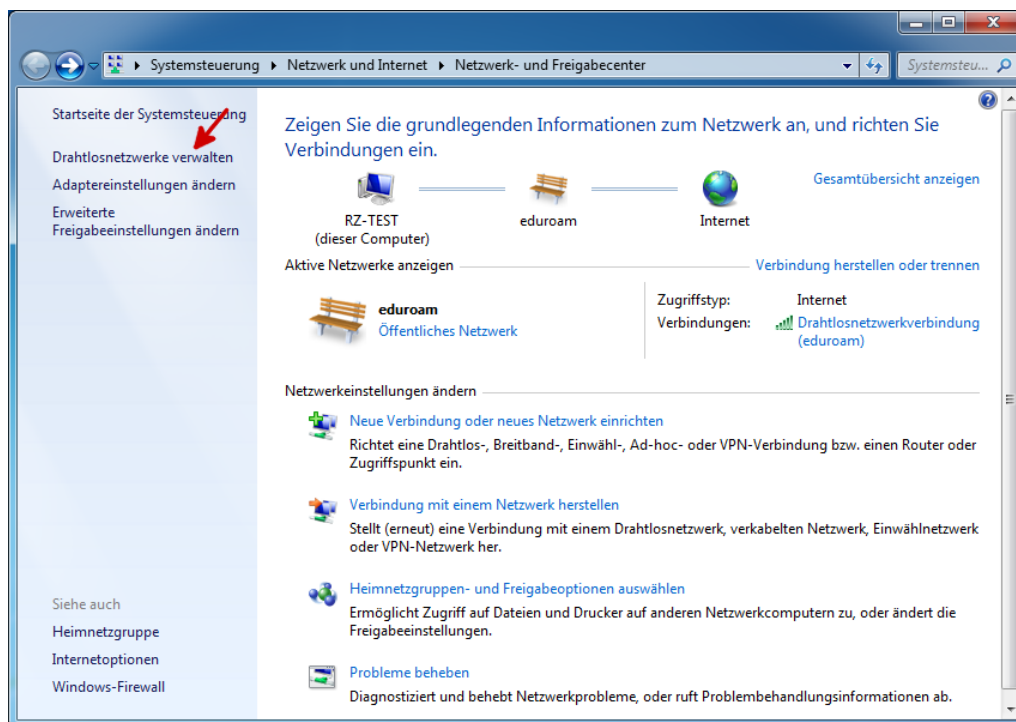 Systemsteuerung Netzwerk und Internet Netzwerk- und Freigabecenter
Systemsteu...
Startseite der Systemsteuerung
Drahtlosnetzwerke verwalten
Adaptereinstellungen ändern
Erweiterte
Freigabeeinstellungen ändern
Zeigen Sie die grundlegenden Informationen zum Netzwerk an, und richten Sie
Verbindungen ein.
Gesamtübersicht anzeigen
RZ-TEST
(dieser Computer)
eduroam
Internet
Aktive Netzwerke anzeigen
Verbindung herstellen oder trennen
eduroam
Öffentliches Netzwerk
Zugriffstyp: Internet
Verbindungen: Drahtlosnetzwerkverbindung
(eduroam)
Netzwerkeinstellungen ändern
Neue Verbindung oder neues Netzwerk einrichten
Richtet eine Drahtlos-, Breitband-, Einwähl-, Ad-hoc- oder VPN-Verbindung bzw. einen Router oder
Zugriffspunkt ein.
Verbindung mit einem Netzwerk herstellen
Stellt (erneut) eine Verbindung mit einem Drahtlosnetzwerk, verkabelten Netzwerk, Einwählnetzwerk
oder VPN-Netzwerk her.
Heimnetzgruppen- und Freigabeoptionen auswählen
Ermöglicht Zugriff auf Dateien und Drucker auf anderen Netzwerkcomputern zu, oder ändert die
Freigabeeinstellungen.
Probleme beheben
Diagnostiziert und behebt Netzwerkprobleme, oder ruft Problembehandlungsinformationen ab.
Siehe auch
Heimnetzgruppe
Internetoptionen
Windows-Firewall